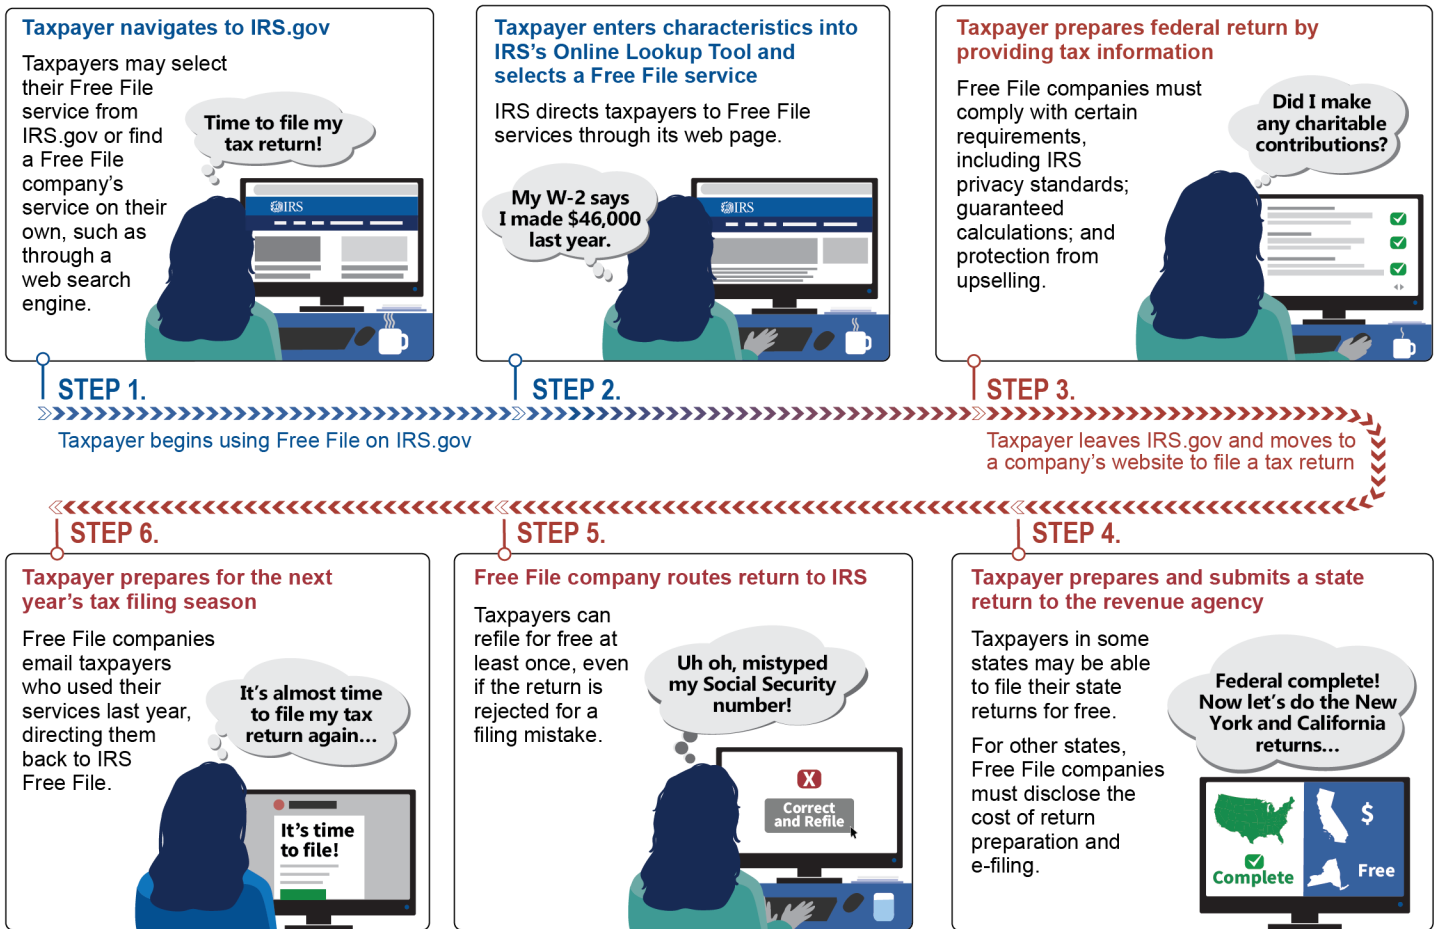 Taxpayer navigates to IRS.gov
Taxpayers may select
their Free File
service from
IRS.gov or find
a Free File
company's
service on their
own, such as
through a
web search
engine.
Time to file my
tax return!
IRS
STEP 1.
Taxpayer enters characteristics into
IRS's Online Lookup Tool and
selects a Free File service
IRS directs taxpayers to Free File
services through its web page.
My W-2 says
I made $46,000
last year.
IRS
STEP 2.
Taxpayer begins using Free File on IRS.gov
Taxpayer prepares federal return by
providing tax information
Free File companies must
comply with certain
requirements,
including IRS
privacy standards;
guaranteed
calculations; and
protection from
upselling.
Did I make
any charitable
contributions?
STEP 3.
Taxpayer leaves IRS.gov and moves to
a company's website to file a tax return
STEP 4.
Taxpayer prepares and submits a state
return to the revenue agency
Taxpayers in some
states may be able
to file their state
returns for free.
For other states,
Free File companies
must disclose the
cost of return
preparation and
e-filing.
Federal complete!
Now let's do the New
York and California
returns...
$
Complete
Free
STEP 5.
Free File company routes return to IRS
Taxpayers can
refile for free at
least once, even
if the return is
rejected for a
filing mistake.
Uh oh, mistyped
my Social Security
number!
X
Correct
and Refile
STEP 6.
Taxpayer prepares for the next
year's tax filing season
Free File companies
email taxpayers
who used their
services last year,
directing them
back to IRS
Free File.
It's almost time
to file my tax
return again...
It's time
to file!